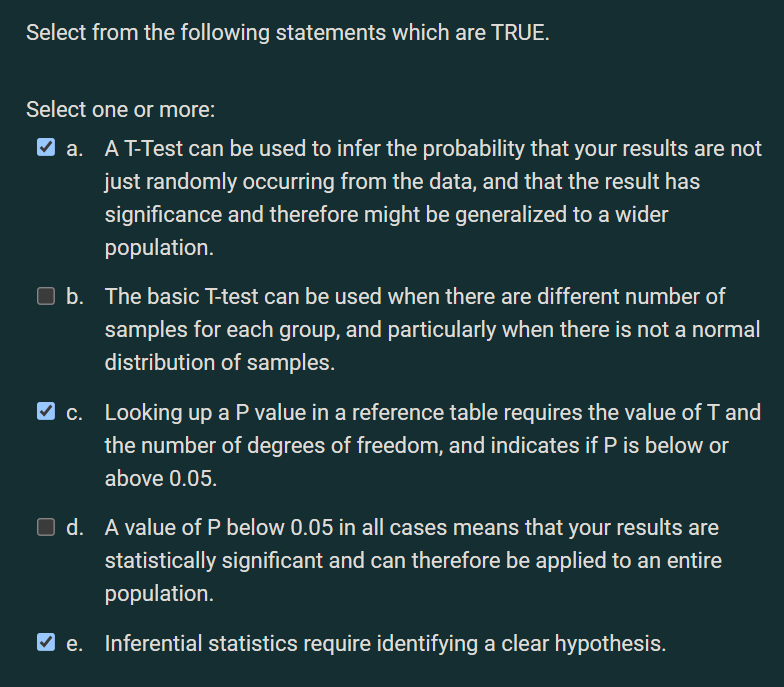 Select from the following statements which are TRUE.
Select one or more:
a. A T-Test can be used to infer the probability that your results are not
just randomly occurring from the data, and that the result has
significance and therefore might be generalized to a wider
population.
b. The basic T-test can be used when there are different number of
samples for each group, and particularly when there is not a normal
distribution of samples.
c. Looking up a P value in a reference table requires the value of T and
the number of degrees of freedom, and indicates if P is below or
above 0.05.
d. A value of P below 0.05 in all cases means that your results are
statistically significant and can therefore be applied to an entire
population.
e. Inferential statistics require identifying a clear hypothesis.